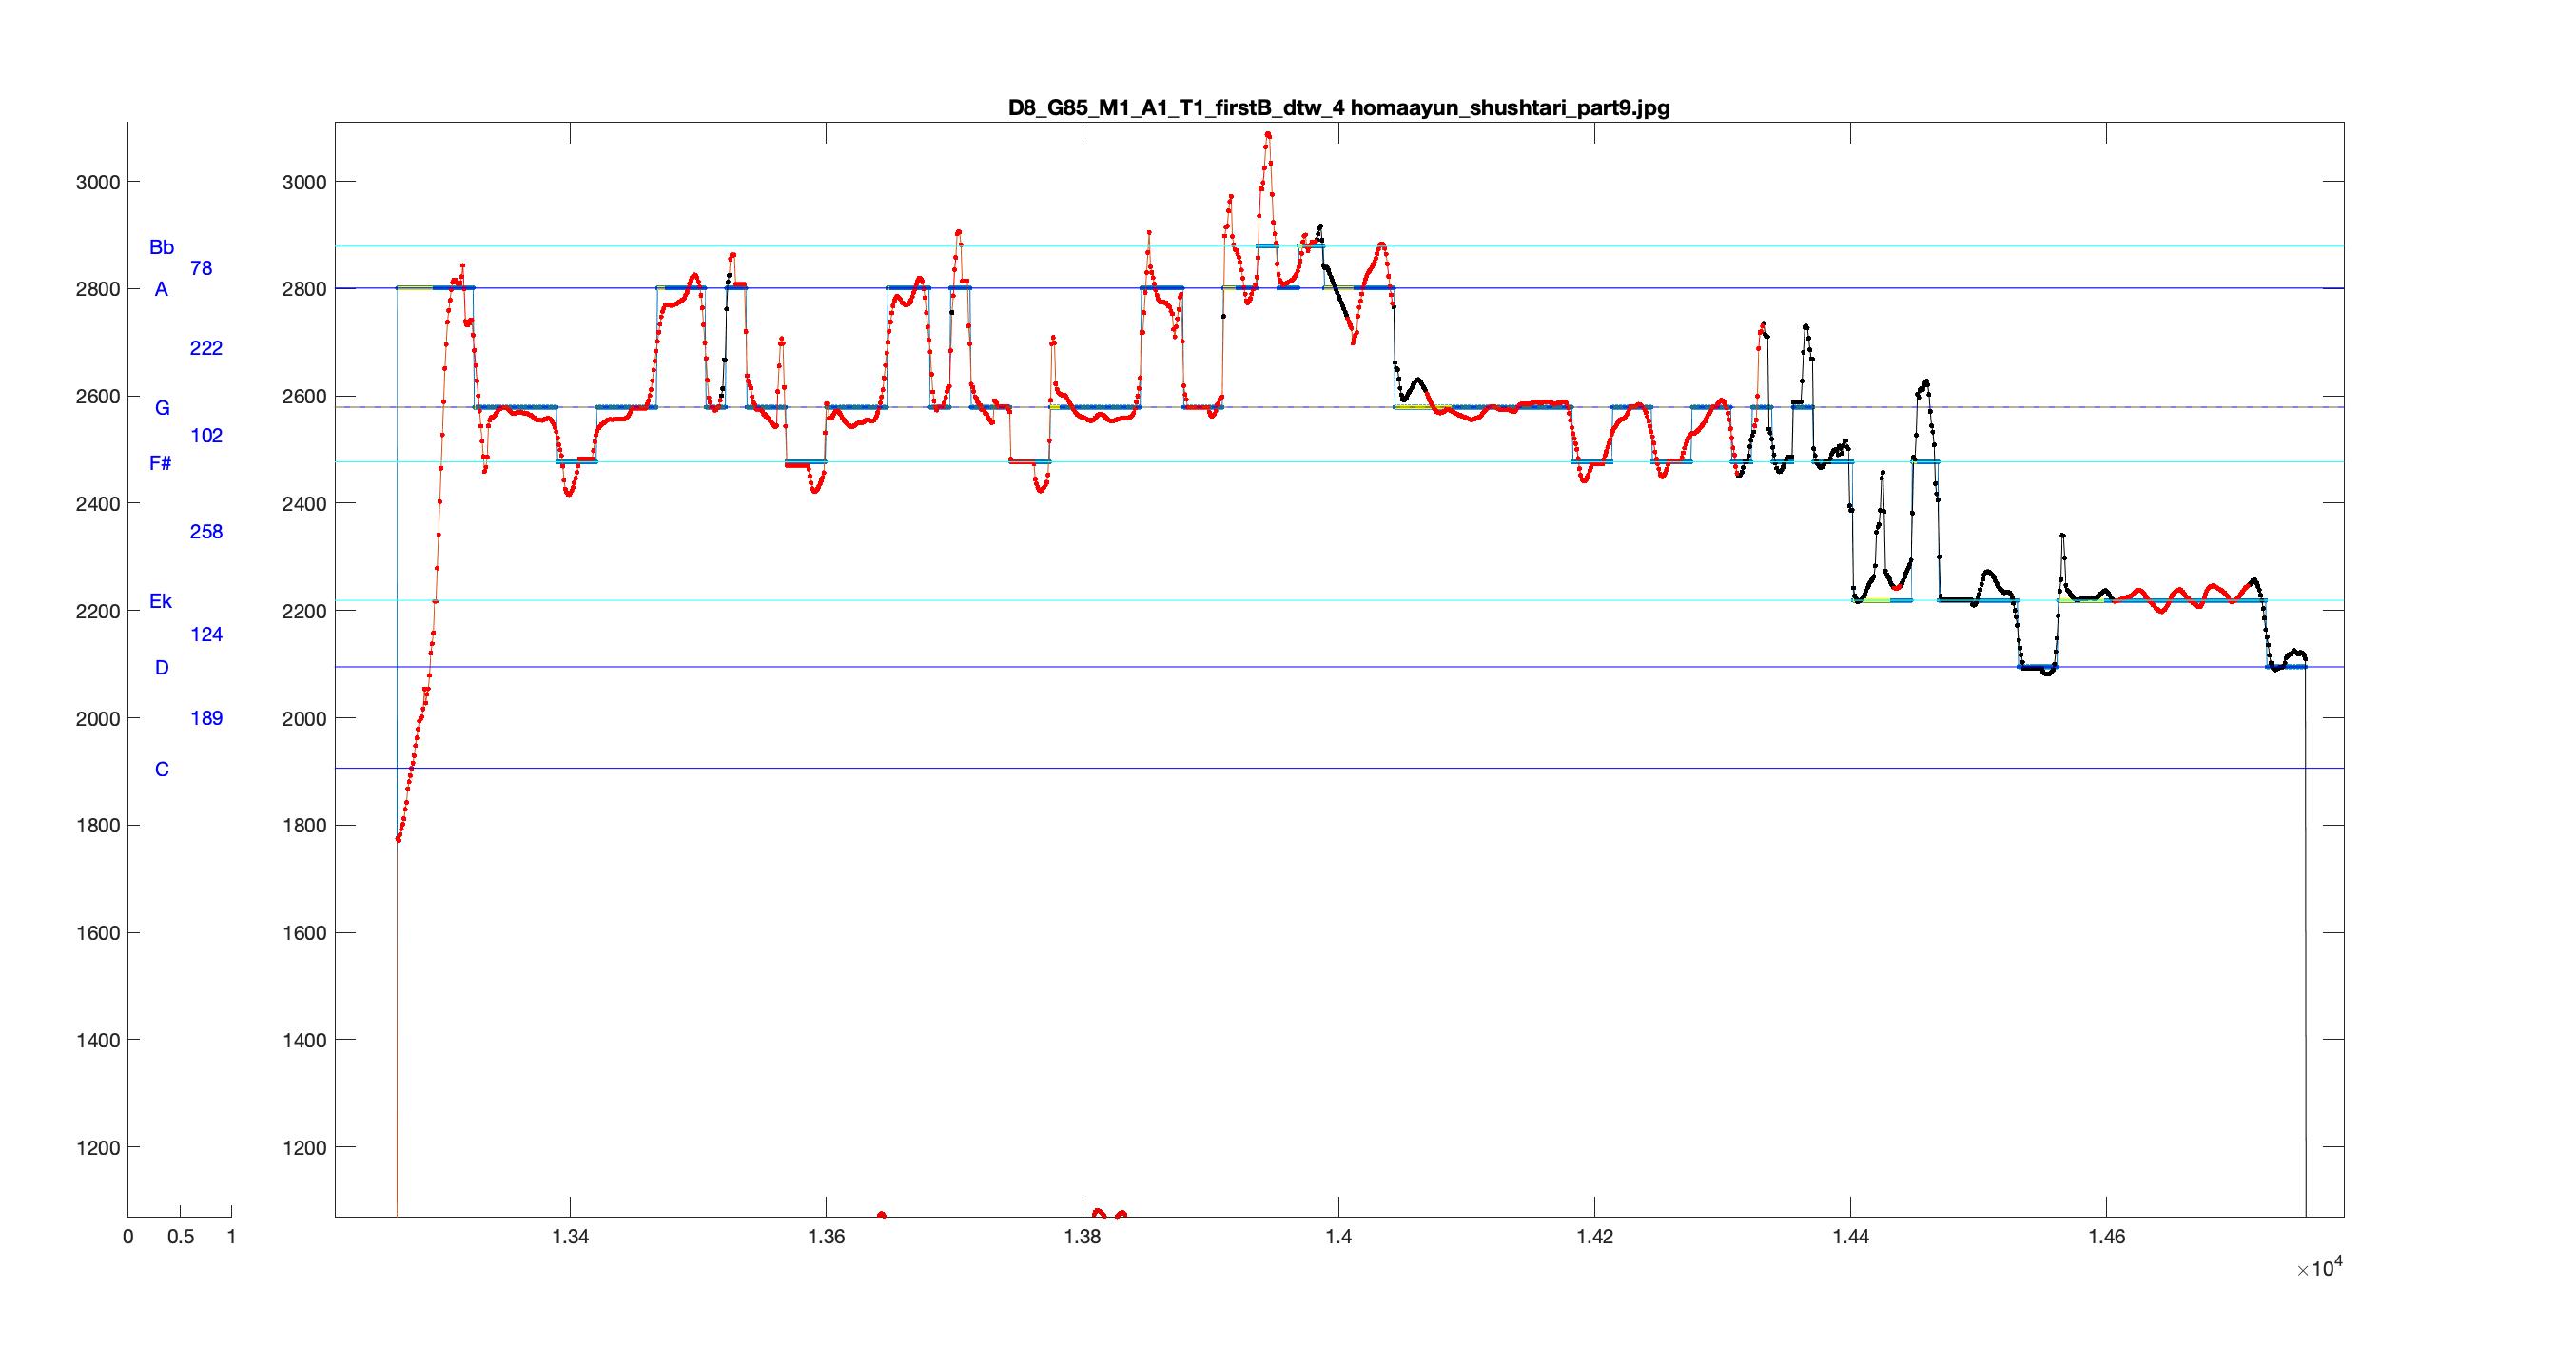 D8_G85_M1_A1_T1_firstB_dtw_4 homaayun_shushtari_part9.jpg
3000 3000
Bb
78
2800 A 2800
222
2600 G 2600
102
F#
2400 2400
258
2200 Ek 2200
124
D
2000 189 2000
C
1800 1800
1600 1600
1400 1400
1200 1200
0 0.5 1 1.34 1.36 1.38 1.4 1.42 1.44 1.46
×10^4